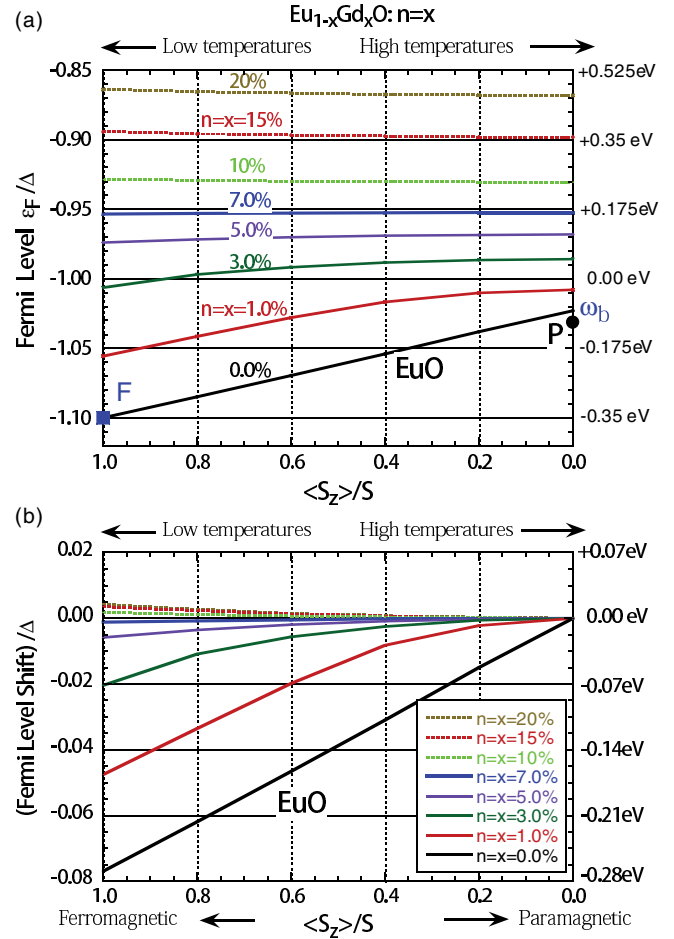 (a)
Eu1-xGdxO: n=x
Low temperatures High temperatures
-0.85 +0.525eV
20%
n=x=15%
-0.90 +0.35 eV
10%
-0.95 +0.175eV
7.0%
5.0%
3.0%
-1.00 0.00 eV
n=x=1.0%
ωb
P
-1.05 -0.175eV
0.0% EuO
F
-1.10 -0.35 eV
Fermi Level εF/Δ
1.0 0.8 0.6 0.4 0.2 0.0
<Sz>/S
(b)
Low temperatures High temperatures
0.02 +0.07eV
0.00 0.00 eV
-0.02 -0.07eV
-0.04 -0.14eV
-0.06 -0.21eV
-0.08 -0.28eV
(Fermi Level Shift)/Δ
EuO
n=x=20%
n=x=15%
n=x=10%
n=x=7.0%
n=x=5.0%
n=x=3.0%
n=x=1.0%
n=x=0.0%
1.0 0.8 0.6 0.4 0.2 0.0
Ferromagnetic <Sz>/S Paramagnetic